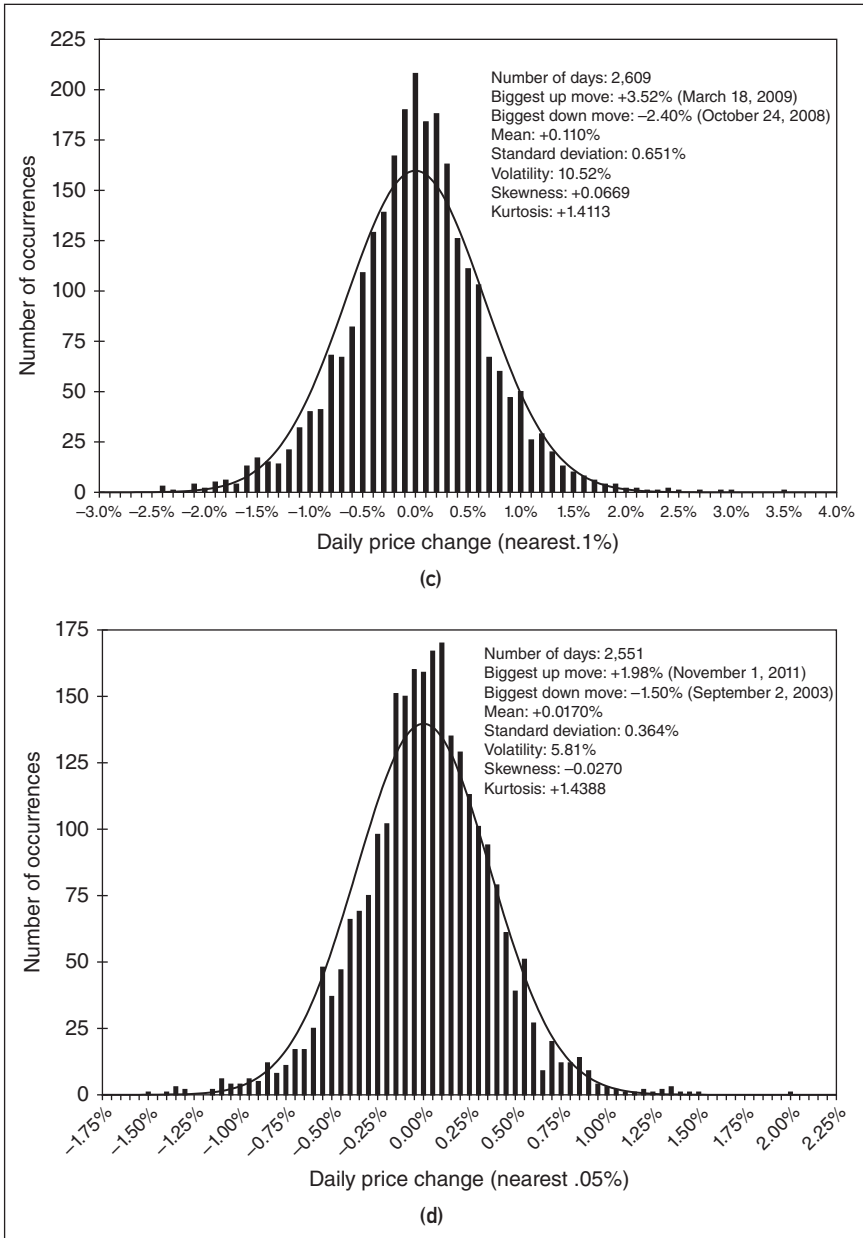 225
200
175
150
125
100
75
50
25
0
Number of occurrences
Number of days: 2,609
Biggest up move: +3.52% (March 18, 2009)
Biggest down move: –2.40% (October 24, 2008)
Mean: +0.110%
Standard deviation: 0.651%
Volatility: 10.52%
Skewness: +0.0669
Kurtosis: +1.4113
–3.0% –2.5% –2.0% –1.5% –1.0% –0.5% 0.0% 0.5% 1.0% 1.5% 2.0% 2.5% 3.0% 3.5% 4.0%
Daily price change (nearest.1%)
(c)
175
150
125
100
75
50
25
0
Number of occurrences
Number of days: 2,551
Biggest up move: +1.98% (November 1, 2011)
Biggest down move: –1.50% (September 2, 2003)
Mean: +0.0170%
Standard deviation: 0.364%
Volatility: 5.81%
Skewness: –0.0270
Kurtosis: +1.4388
–1.75% –1.50% –1.25% –1.00% –0.75% –0.50% –0.25% 0.00% 0.25% 0.50% 0.75% 1.00% 1.25% 1.50% 1.75% 2.00% 2.25%
Daily price change (nearest .05%)
(d)